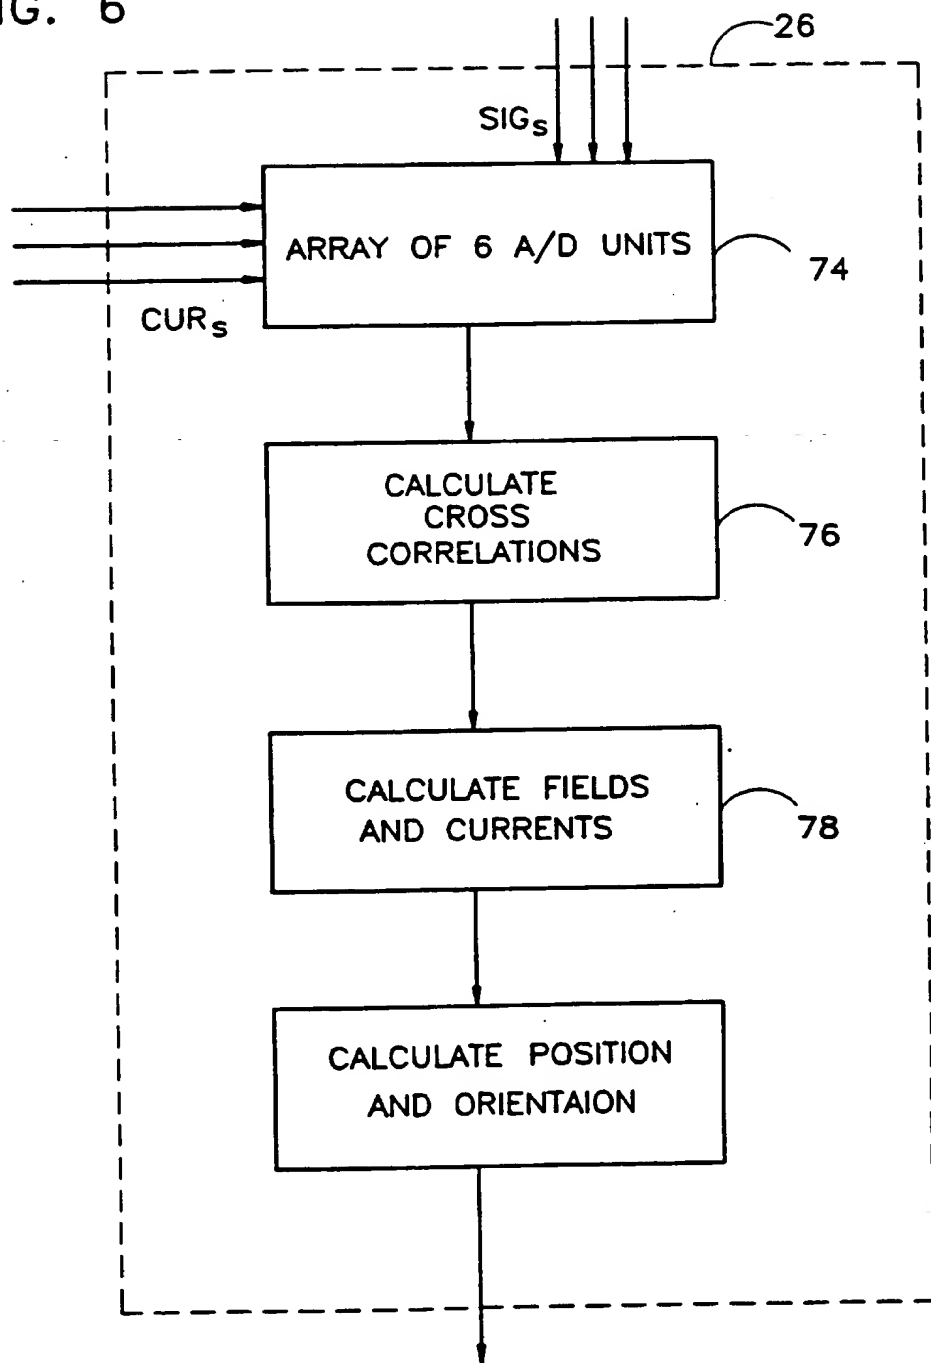 IG. 6
26
SIGs
ARRAY OF 6 A/D UNITS
74
CURs
CALCULATE
CROSS
CORRELATIONS
76
CALCULATE FIELDS
AND CURRENTS
78
CALCULATE POSITION
AND ORIENTAION